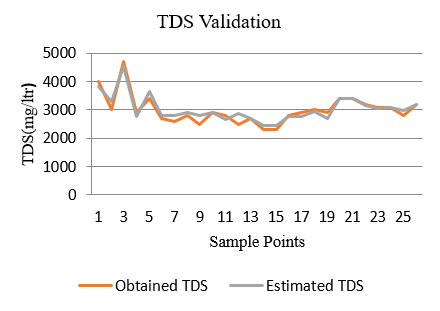 TDS Validation
TDS(mg/ltr)
5000
4000
3000
2000
1000
0
1 3 5 7 9 11 13 15 17 19 21 23 25
Sample Points
Obtained TDS Estimated TDS